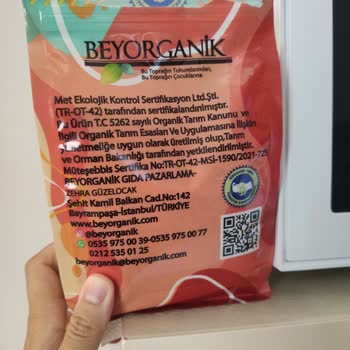 BEYORGANİK
Bu Toprağın Tohumlarından,
Bu Toprağın Çocuklarına
Met Ekolojik Kontrol Sertifikasyon Ltd.Şti.
(TR-OT-42) tarafından sertifalandırılmıştır.
Bu Ürün T.C 5262 sayılı Organik Tarım Kanunu ve
İlgili Organik Tarım Esasları Ve Uygulamasına İlişkin
yönetmeliğe uygun olarak üretilmiş olup,Tarım
ve Orman Bakanlığı tarafından yetkilendirilmiştir.
Müteşebbis Sertifika No:TR-OT-42-MSİ-1590/2021-725
BEYORGANİK GIDA PAZARLAMA-
ZEHRA GÜZELOCAK
Şehit Kamil Balkan Cad.No:142
Bayrampaşa-İstanbul/TÜRKİYE
www.beyorganik.com
@beyorganik
0535 975 00 39-0535 975 00 77
0212 535 01 25
beyorganik@beyorganik.com